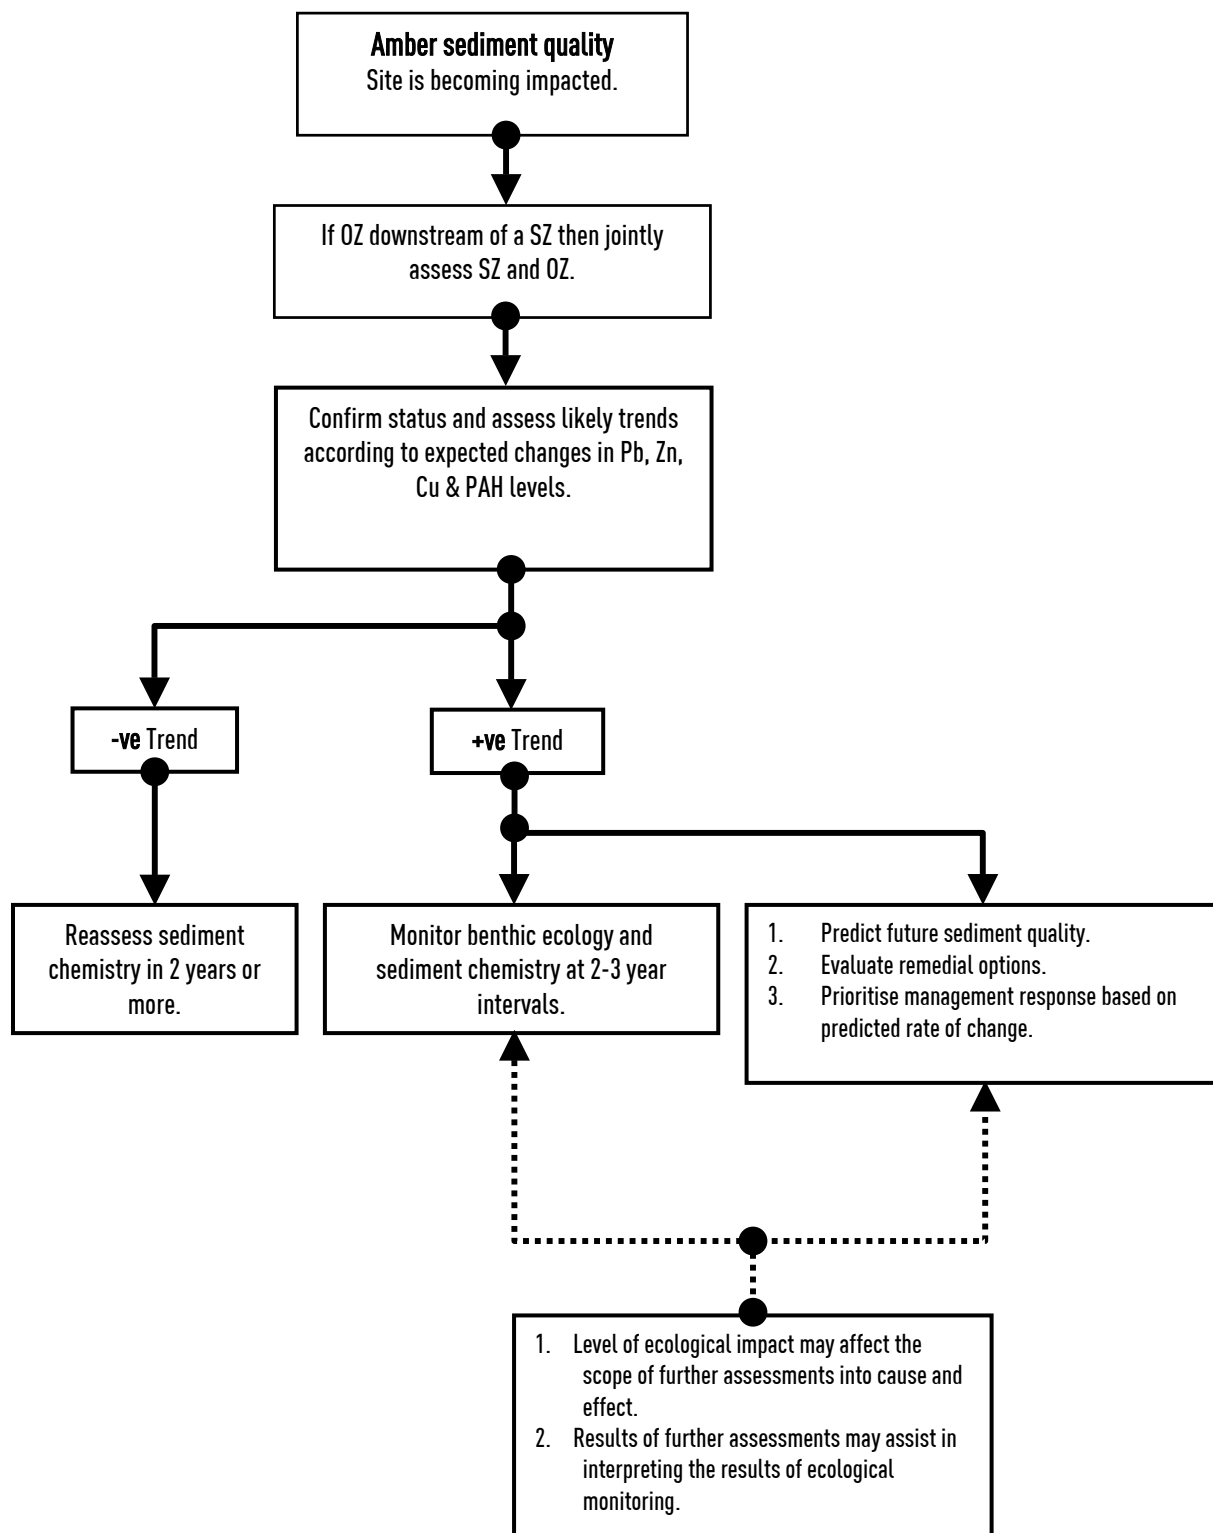 Amber sediment quality
Site is becoming impacted.
If OZ downstream of a SZ then jointly
assess SZ and OZ.
Confirm status and assess likely trends
according to expected changes in Pb, Zn,
Cu & PAH levels.
-ve Trend
+ve Trend
Reassess sediment
chemistry in 2 years or
more.
Monitor benthic ecology and
sediment chemistry at 2-3 year
intervals.
1. Predict future sediment quality.
2. Evaluate remedial options.
3. Prioritise management response based on
predicted rate of change.
1. Level of ecological impact may affect the
scope of further assessments into cause and
effect.
2. Results of further assessments may assist in
interpreting the results of ecological
monitoring.